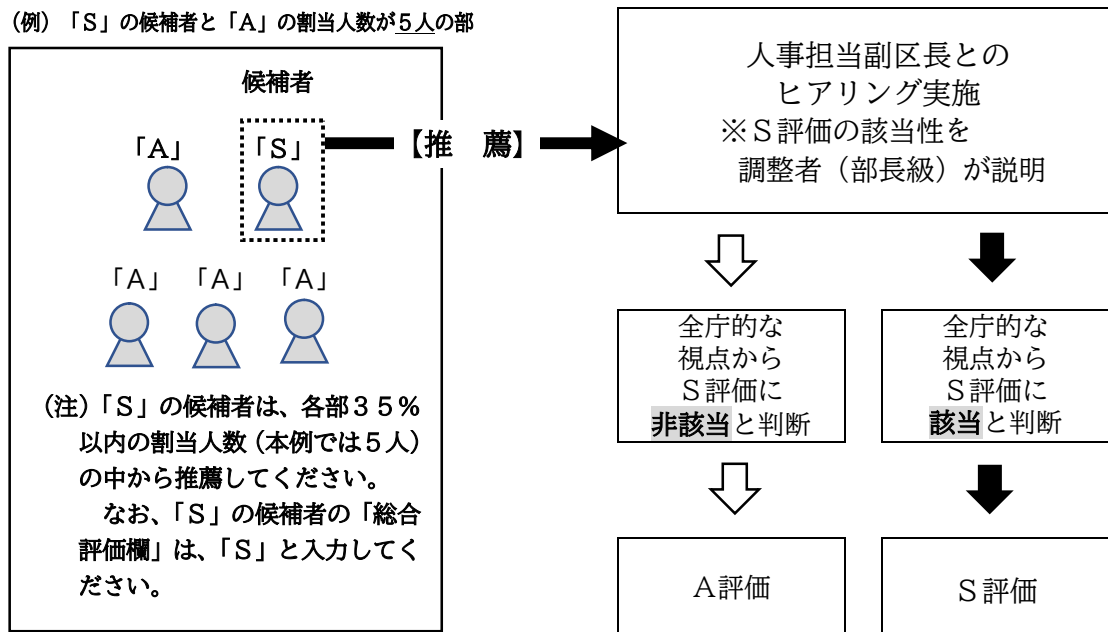 （例）「Ｓ」の候補者と「Ａ」の割当人数が５人の部
候補者
「Ａ」
「Ｓ」
「Ａ」
「Ａ」
「Ａ」
（注）「Ｓ」の候補者は、各部３５％
以内の割当人数（本例では５人）
の中から推薦してください。
なお、「Ｓ」の候補者の「総合
評価欄」は、「Ｓ」と入力してく
ださい。
【推　薦】
人事担当副区長との
ヒアリング実施
※Ｓ評価の該当性を
調整者（部長級）が説明
全庁的な
視点から
Ｓ評価に
非該当と判断
全庁的な
視点から
Ｓ評価に
該当と判断
Ａ評価
Ｓ評価